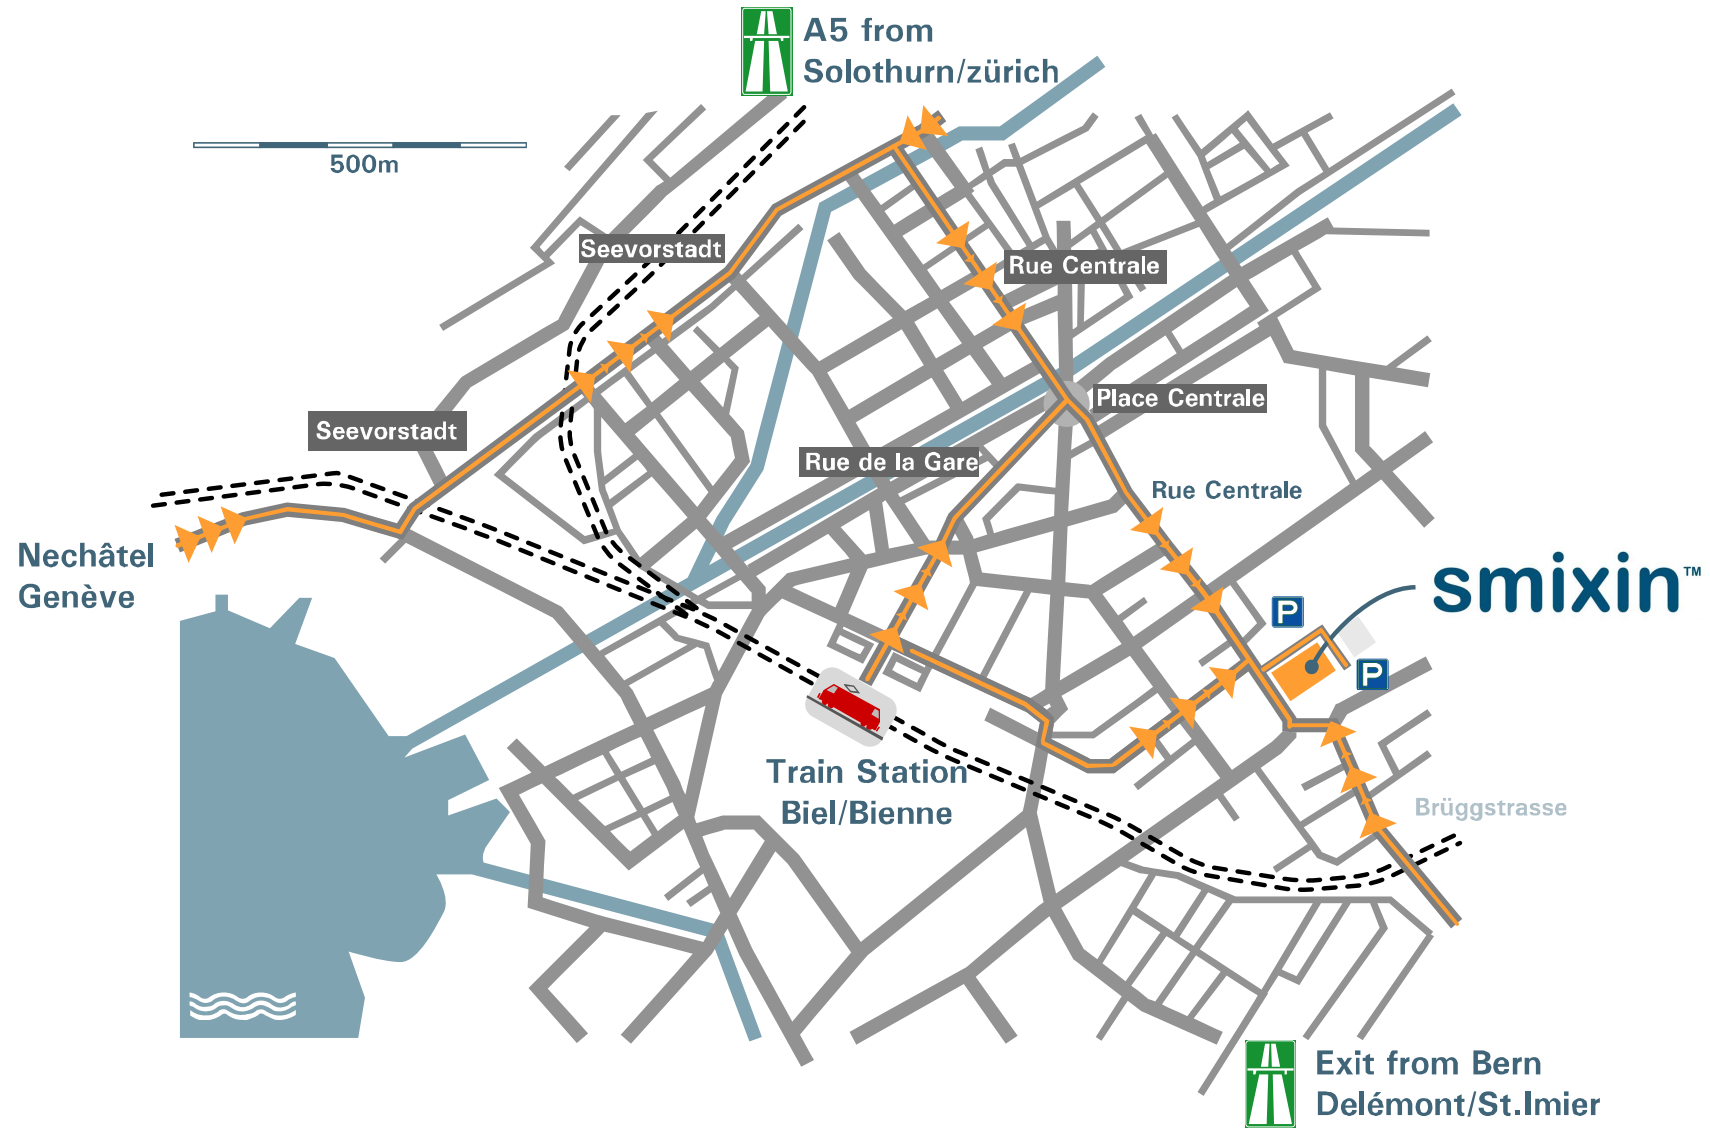 A5 from
Solothurn/zürich
500m
Seevorstadt
Rue Centrale
Place Centrale
Seevorstadt
Rue de la Gare
Rue Centrale
Nechâtel
Genève
smixin™
P
P
Train Station
Biel/Bienne
Brüggstrasse
Exit from Bern
Delémont/St.Imier